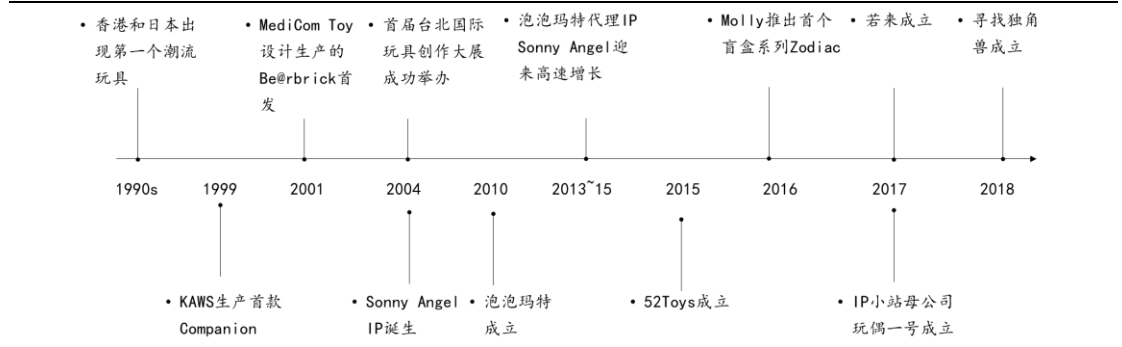 • 香港和日本出
现第一个潮流
玩具
• MediCom Toy
设计生产的
Be@rbrick首
发
• 首届台北国际
玩具创作大展
成功举办
• 泡泡玛特代理IP
Sonny Angel迎
来高速增长
• Molly推出首个
盲盒系列Zodiac
• 若来成立
• 寻找独角
兽成立
1990s
1999
2001
2004
2010
2013~15
2015
2016
2017
2018
• KAWS生产首款
Companion
• Sonny Angel
IP诞生
• 泡泡玛特
成立
• 52Toys成立
• IP小站母公司
玩偶一号成立